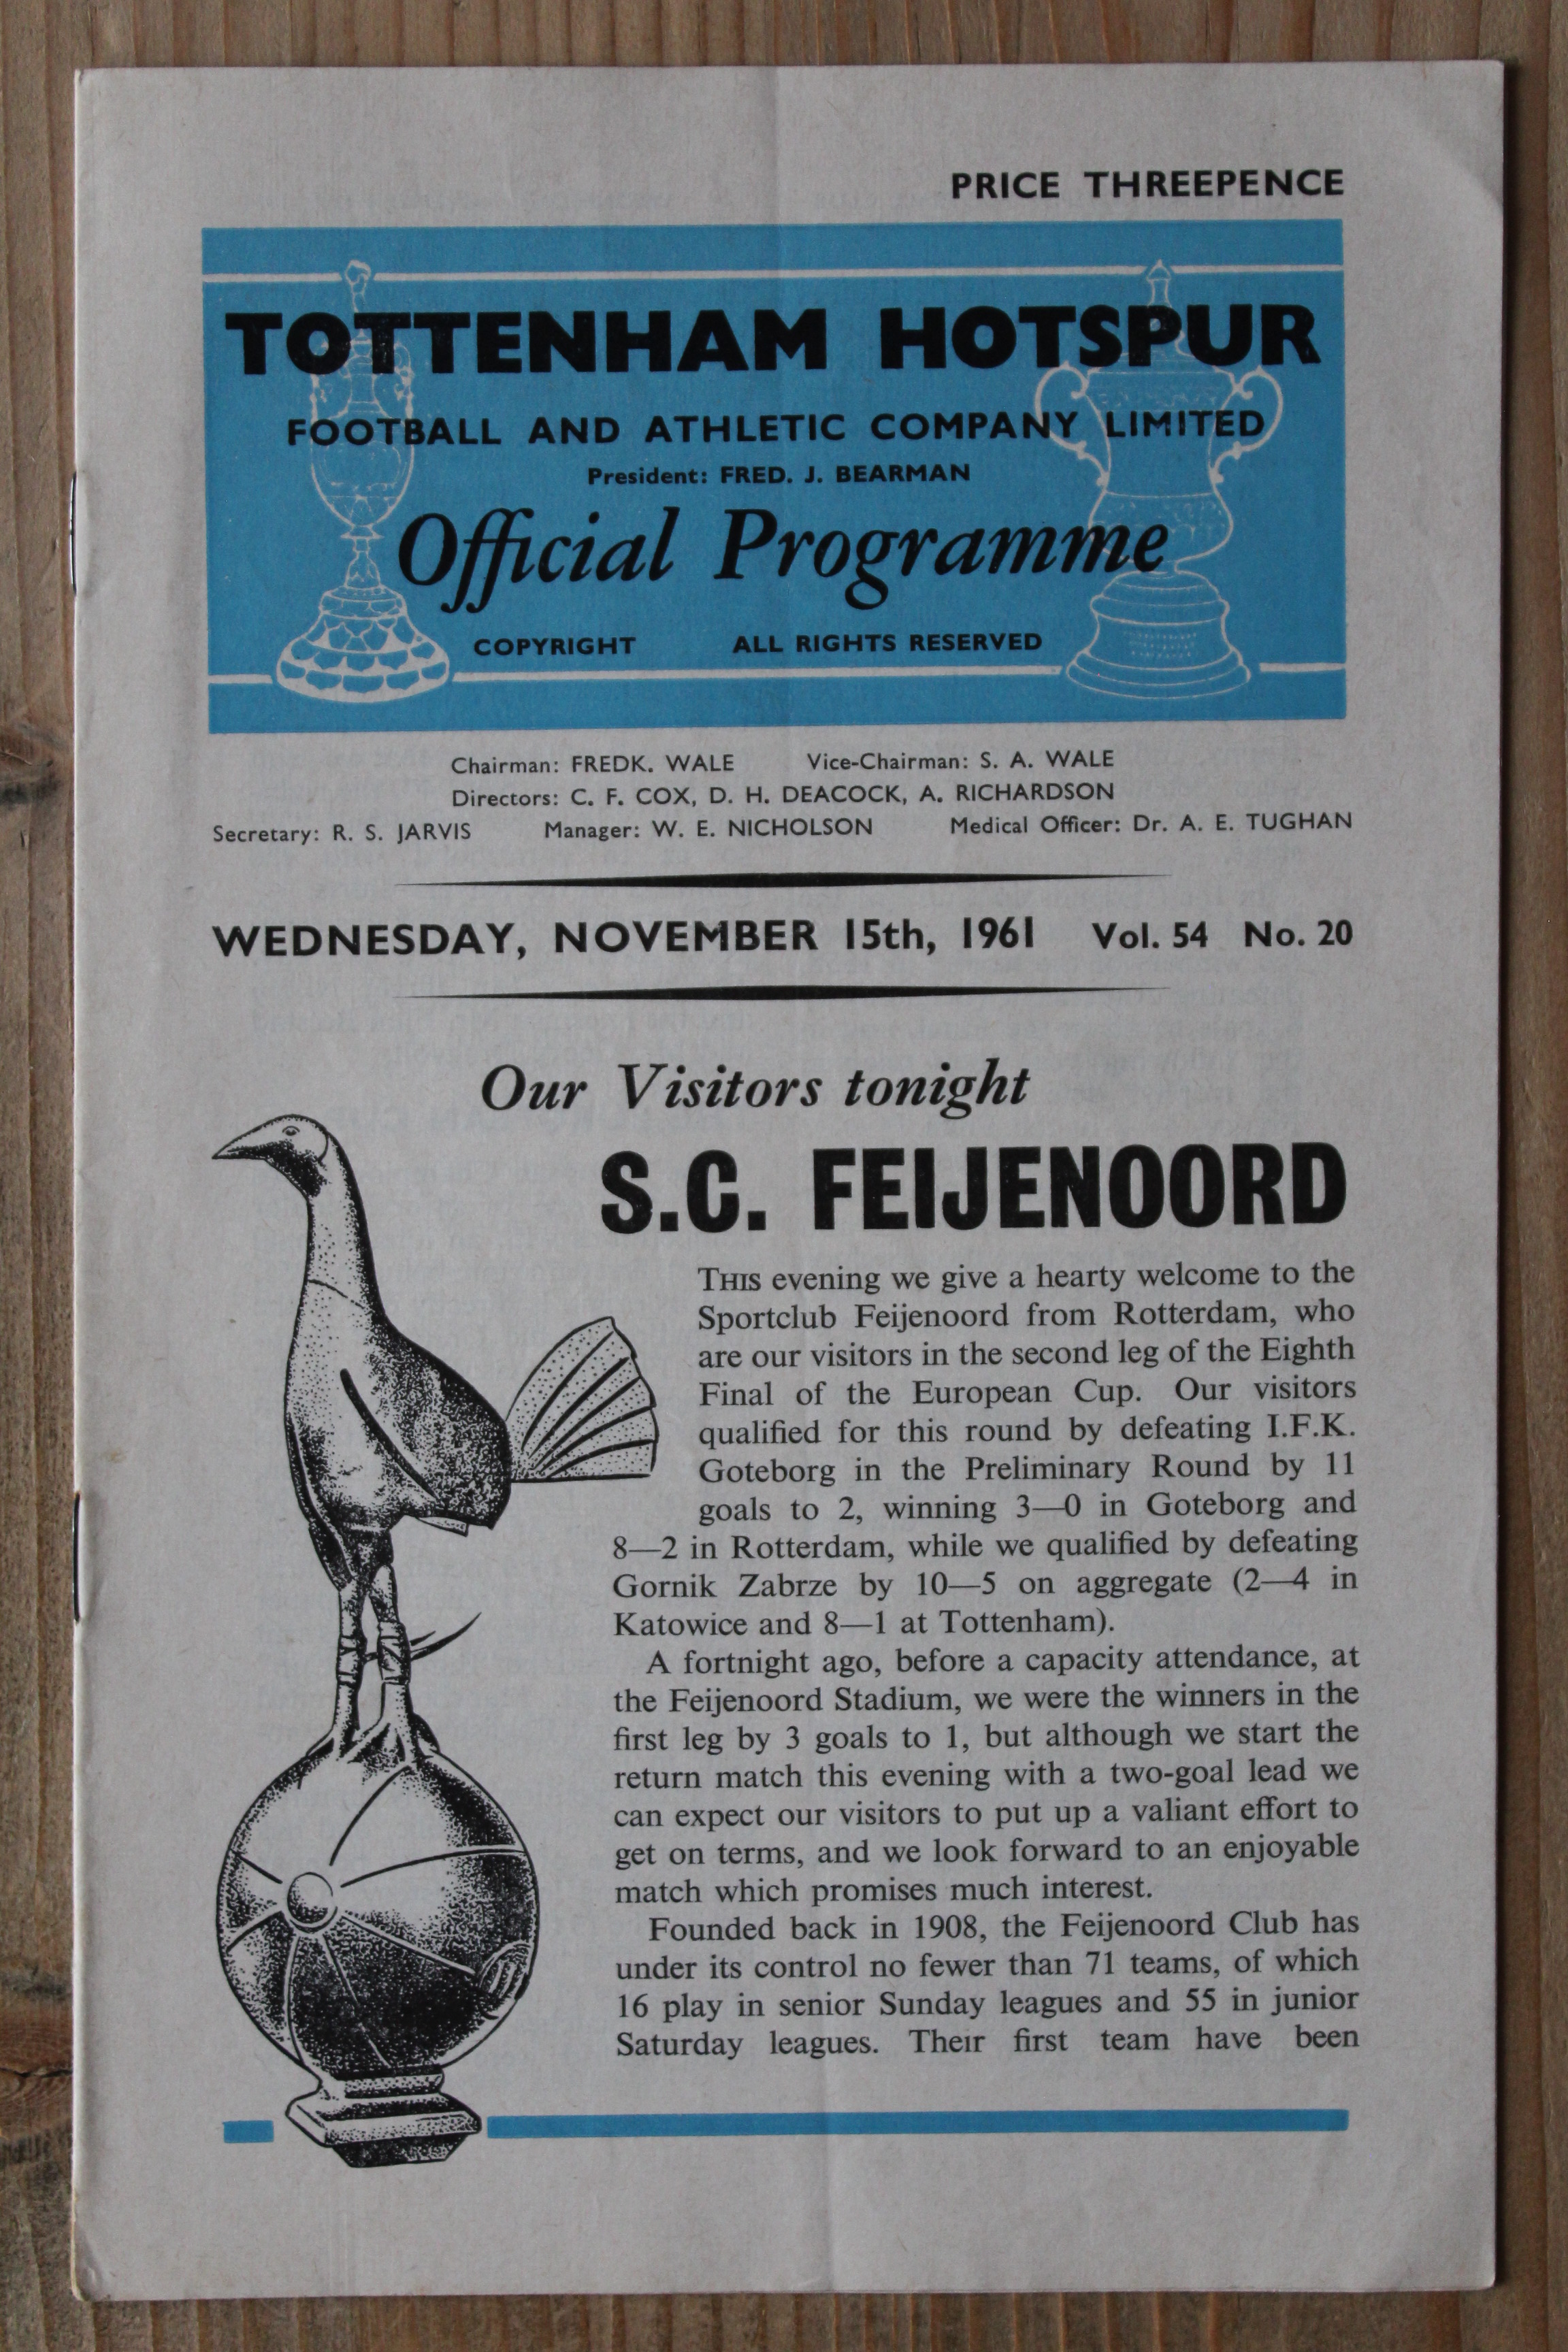 PRICE THREEPENCE
TOTTENHAM HOTSPUR
FOOTBALL AND ATHLETIC COMPANY LIMITED
President: FRED. J. BEARMAN
Official Programme
COPYRIGHT ALL RIGHTS RESERVED
Chairman: FREDK. WALE Vice-Chairman: S. A. WALE
Directors: C. F. COX, D. H. DEACOCK, A. RICHARDSON
Secretary: R. S. JARVIS Manager: W. E. NICHOLSON Medical Officer: Dr. A. E. TUGHAN
WEDNESDAY, NOVEMBER 15th, 1961 Vol. 54 No. 20
Our Visitors tonight
S.C. FEIJENOORD
THIS evening we give a hearty welcome to the
Sportclub Feijenoord from Rotterdam, who
are our visitors in the second leg of the Eighth
Final of the European Cup. Our visitors
qualified for this round by defeating I.F.K.
Goteborg in the Preliminary Round by 11
goals to 2, winning 3—0 in Goteborg and
8—2 in Rotterdam, while we qualified by defeating
Gornik Zabrze by 10—5 on aggregate (2—4 in
Katowice and 8—1 at Tottenham).
A fortnight ago, before a capacity attendance, at
the Feijenoord Stadium, we were the winners in the
first leg by 3 goals to 1, but although we start the
return match this evening with a two-goal lead we
can expect our visitors to put up a valiant effort to
get on terms, and we look forward to an enjoyable
match which promises much interest.
Founded back in 1908, the Feijenoord Club has
under its control no fewer than 71 teams, of which
16 play in senior Sunday leagues and 55 in junior
Saturday leagues. Their first team have been